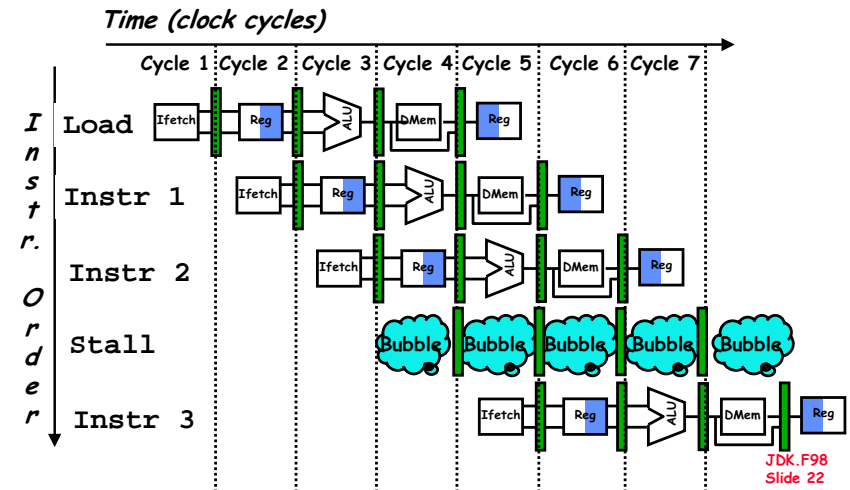 Time (clock cycles)
Cycle 1 Cycle 2 Cycle 3 Cycle 4 Cycle 5 Cycle 6 Cycle 7
Instr. Order
Load Ifetch Reg ALU DMem Reg
Instr 1 Ifetch Reg ALU DMem Reg
Instr 2 Ifetch Reg ALU DMem Reg
Stall Bubble Bubble Bubble Bubble Bubble
Instr 3 Ifetch Reg ALU DMem Reg
JDK.F98
Slide 22